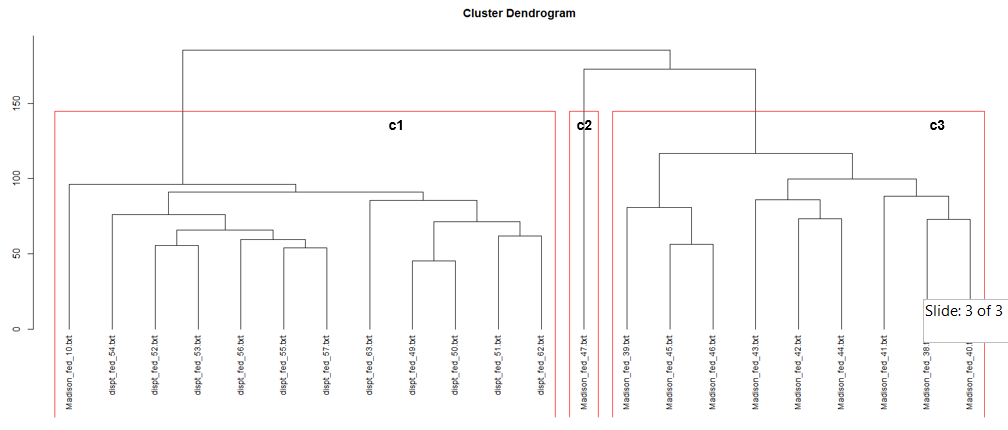 Cluster Dendrogram
150
100
50
0
c1
c2
c3
Slide: 3 of 3
Madison_fed_10.txt
dispt_fed_54.txt
dispt_fed_52.txt
dispt_fed_53.txt
dispt_fed_56.txt
dispt_fed_55.txt
dispt_fed_57.txt
dispt_fed_63.txt
dispt_fed_49.txt
dispt_fed_50.txt
dispt_fed_51.txt
dispt_fed_62.txt
Madison_fed_47.txt
Madison_fed_39.txt
Madison_fed_45.txt
Madison_fed_46.txt
Madison_fed_43.txt
Madison_fed_42.txt
Madison_fed_44.txt
Madison_fed_41.txt
Madison_fed_38.t
Madison_fed_40.t